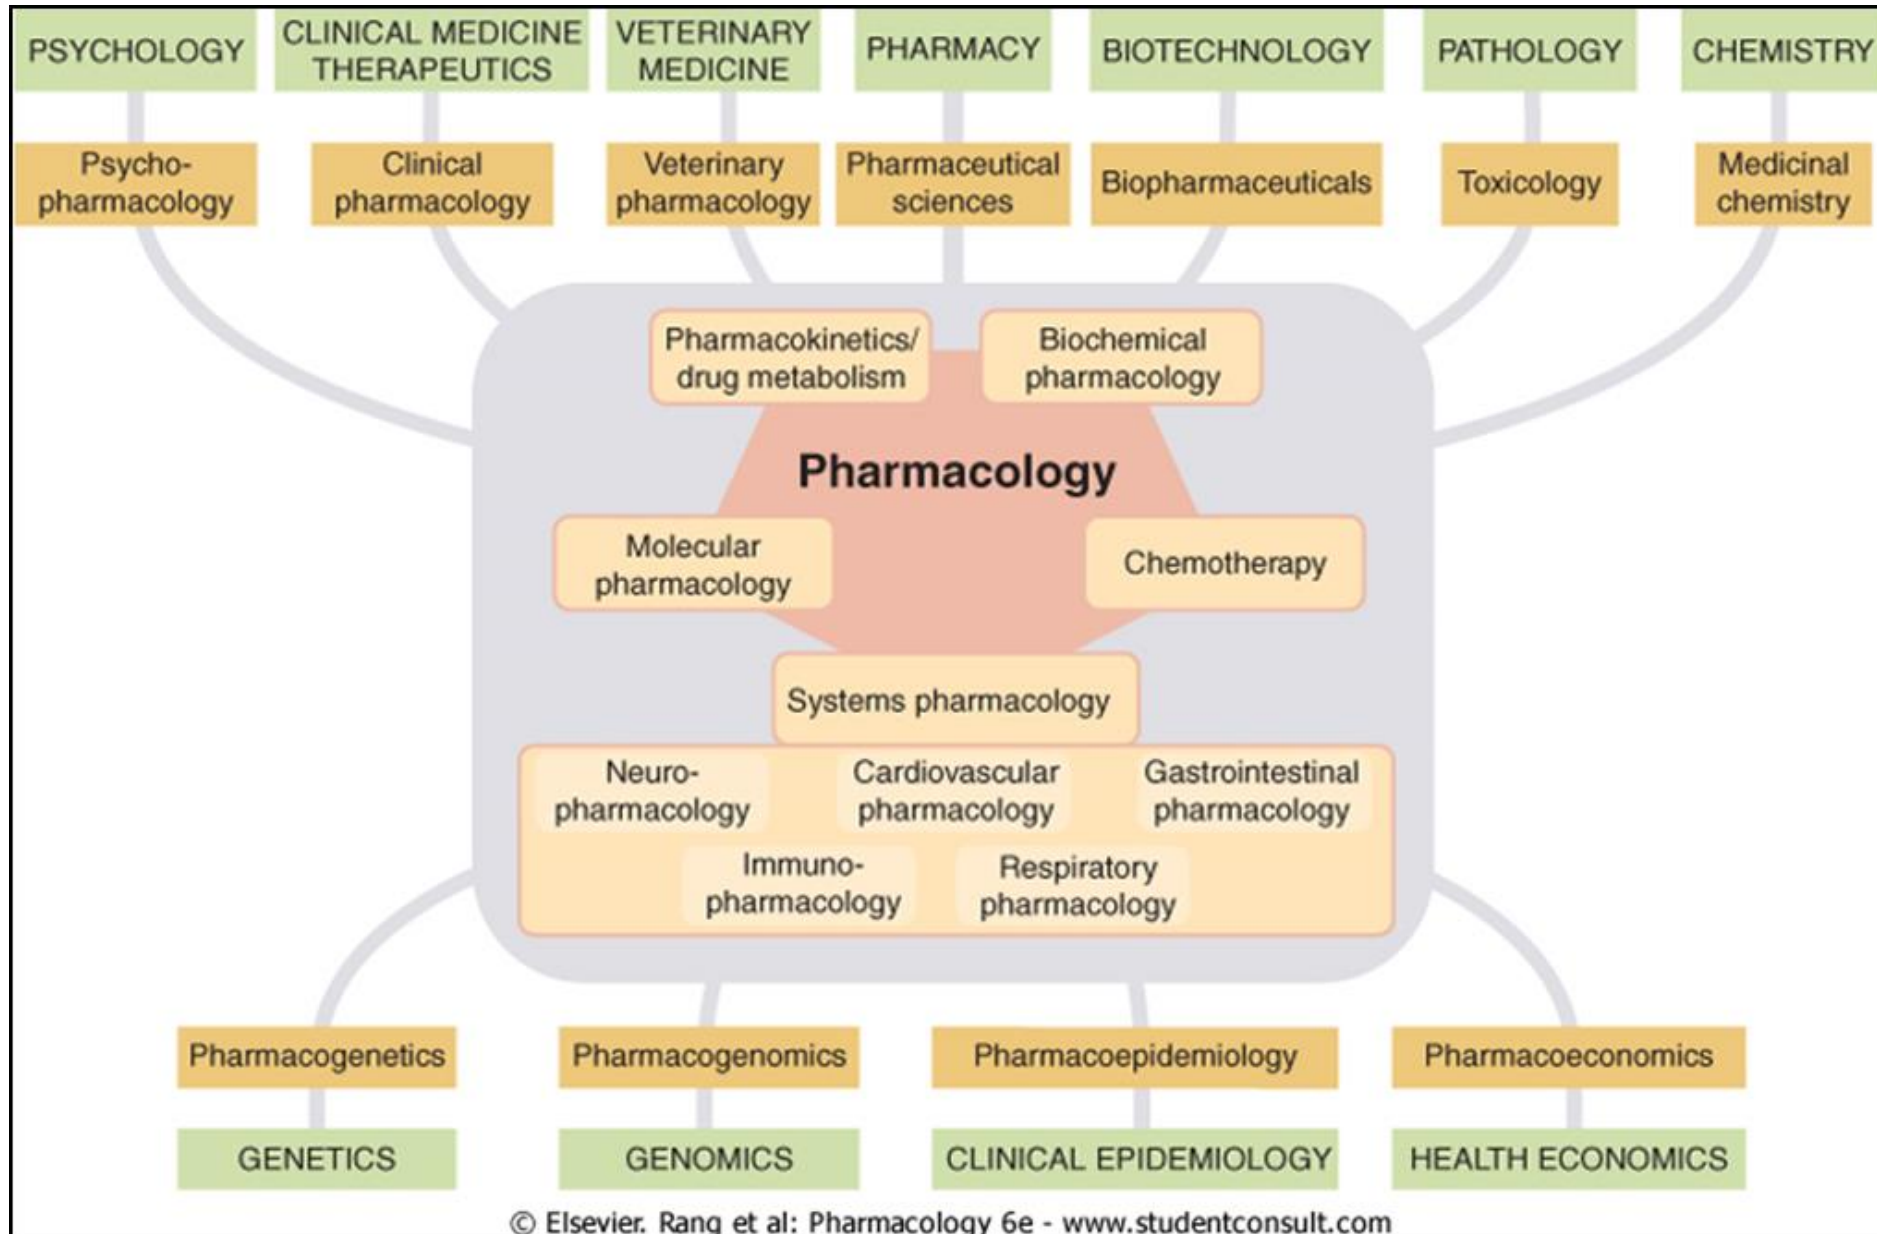 PSYCHOLOGY
CLINICAL MEDICINE
THERAPEUTICS
VETERINARY
MEDICINE
PHARMACY
BIOTECHNOLOGY
PATHOLOGY
CHEMISTRY
Psycho-
pharmacology
Clinical
pharmacology
Veterinary
pharmacology
Pharmaceutical
sciences
Biopharmaceuticals
Toxicology
Medicinal
chemistry
Pharmacokinetics/
drug metabolism
Biochemical
pharmacology
Pharmacology
Molecular
pharmacology
Chemotherapy
Systems pharmacology
Neuro-
pharmacology
Cardiovascular
pharmacology
Gastrointestinal
pharmacology
Immuno-
pharmacology
Respiratory
pharmacology
Pharmacogenetics
Pharmacogenomics
Pharmacoepidemiology
Pharmacoeconomics
GENETICS
GENOMICS
CLINICAL EPIDEMIOLOGY
HEALTH ECONOMICS
© Elsevier. Rang et al: Pharmacology 6e - www.studentconsult.com